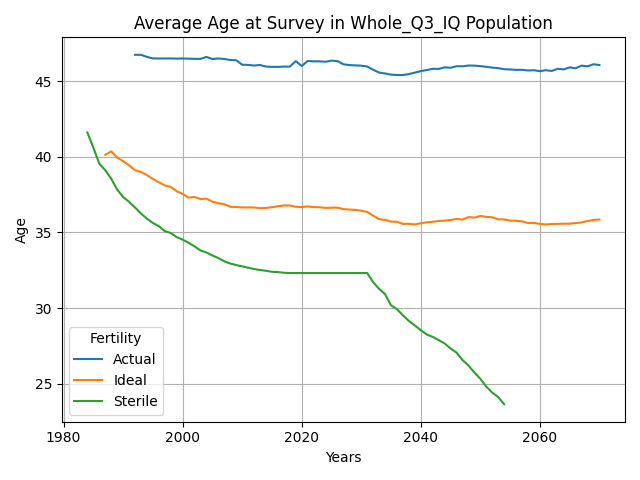 Average Age at Survey in Whole_Q3_IQ Population
Age
45
40
35
30
25
Fertility
Actual
Ideal
Sterile
1980
2000
2020
2040
2060
Years